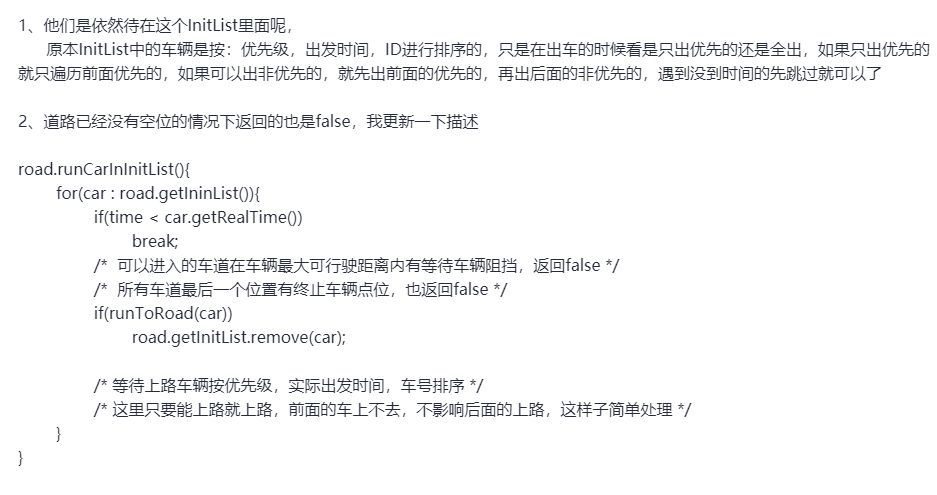 1、他们是依然待在这个InitList里面呢，
原本InitList中的车辆是按：优先级，出发时间，ID进行排序的，只是在出车的时候看是只出优先的还是全出，如果只出优先的
就只遍历前面优先的，如果可以出非优先的，就先出前面的优先的，再出后面的非优先的，遇到没到时间的先跳过就可以了
2、道路已经没有空位的情况下返回的也是false，我更新一下描述
road.runCarInInitList(){
for(car : road.getIninList()){
if(time < car.getRealTime())
break;
/* 可以进入的车道在车辆最大可行驶距离内有等待车辆阻挡，返回false */
/* 所有车道最后一个位置有终止车辆点位，也返回false */
if(runToRoad(car))
road.getInitList.remove(car);
/* 等待上路车辆按优先级，实际出发时间，车号排序 */
/* 这里只要能上路就上路，前面的车上不去，不影响后面的上路，这样子简单处理 */
}
}